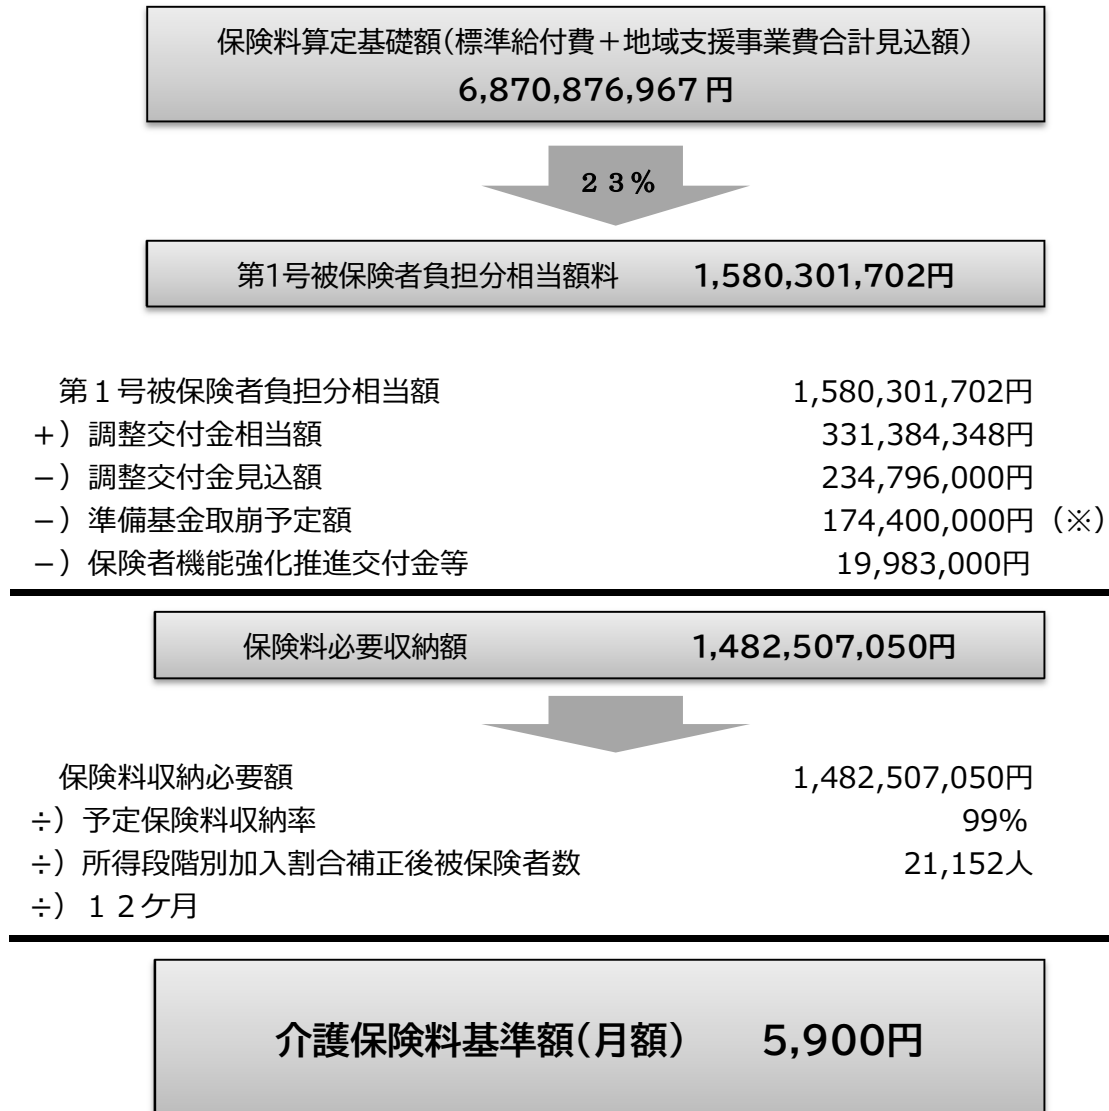 保険料算定基礎額(標準給付費＋地域支援事業費合計見込額)
6,870,876,967 円
２３％
第1号被保険者負担分相当額料　　1,580,301,702円
第１号被保険者負担分相当額　　1,580,301,702円
＋）調整交付金相当額　　331,384,348円
－）調整交付金見込額　　234,796,000円
－）準備基金取崩予定額　　174,400,000円（※）
－）保険者機能強化推進交付金等　　19,983,000円
保険料必要収納額　　1,482,507,050円
保険料収納必要額　　1,482,507,050円
÷）予定保険料収納率　　99%
÷）所得段階別加入割合補正後被保険者数　　21,152人
÷）１２ケ月
介護保険料基準額(月額)　　5,900円